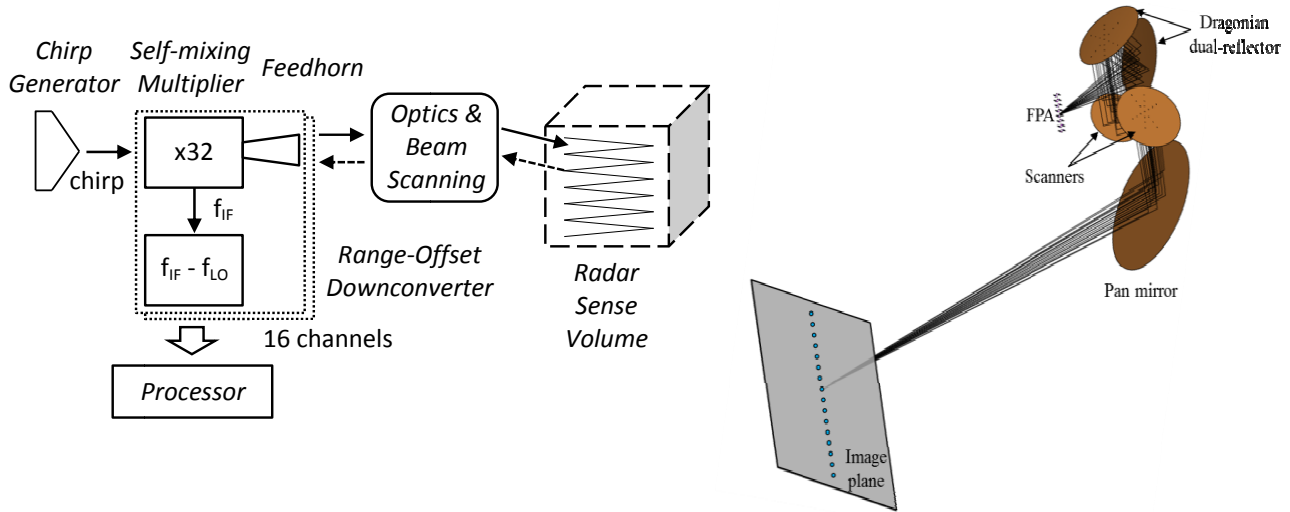 Chirp
Generator
Self-mixing
Multiplier
Feedhorn
x32
chirp
f_IF
f_IF - f_LO
Optics &
Beam
Scanning
Range-Offset
Downconverter
16 channels
Processor
Radar
Sense
Volume
Dragonian
dual-reflector
FPA
Scanners
Pan mirror
Image
plane